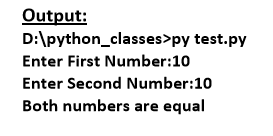 Output:
D:\python_classes>py test.py
Enter First Number:10
Enter Second Number:10
Both numbers are equal